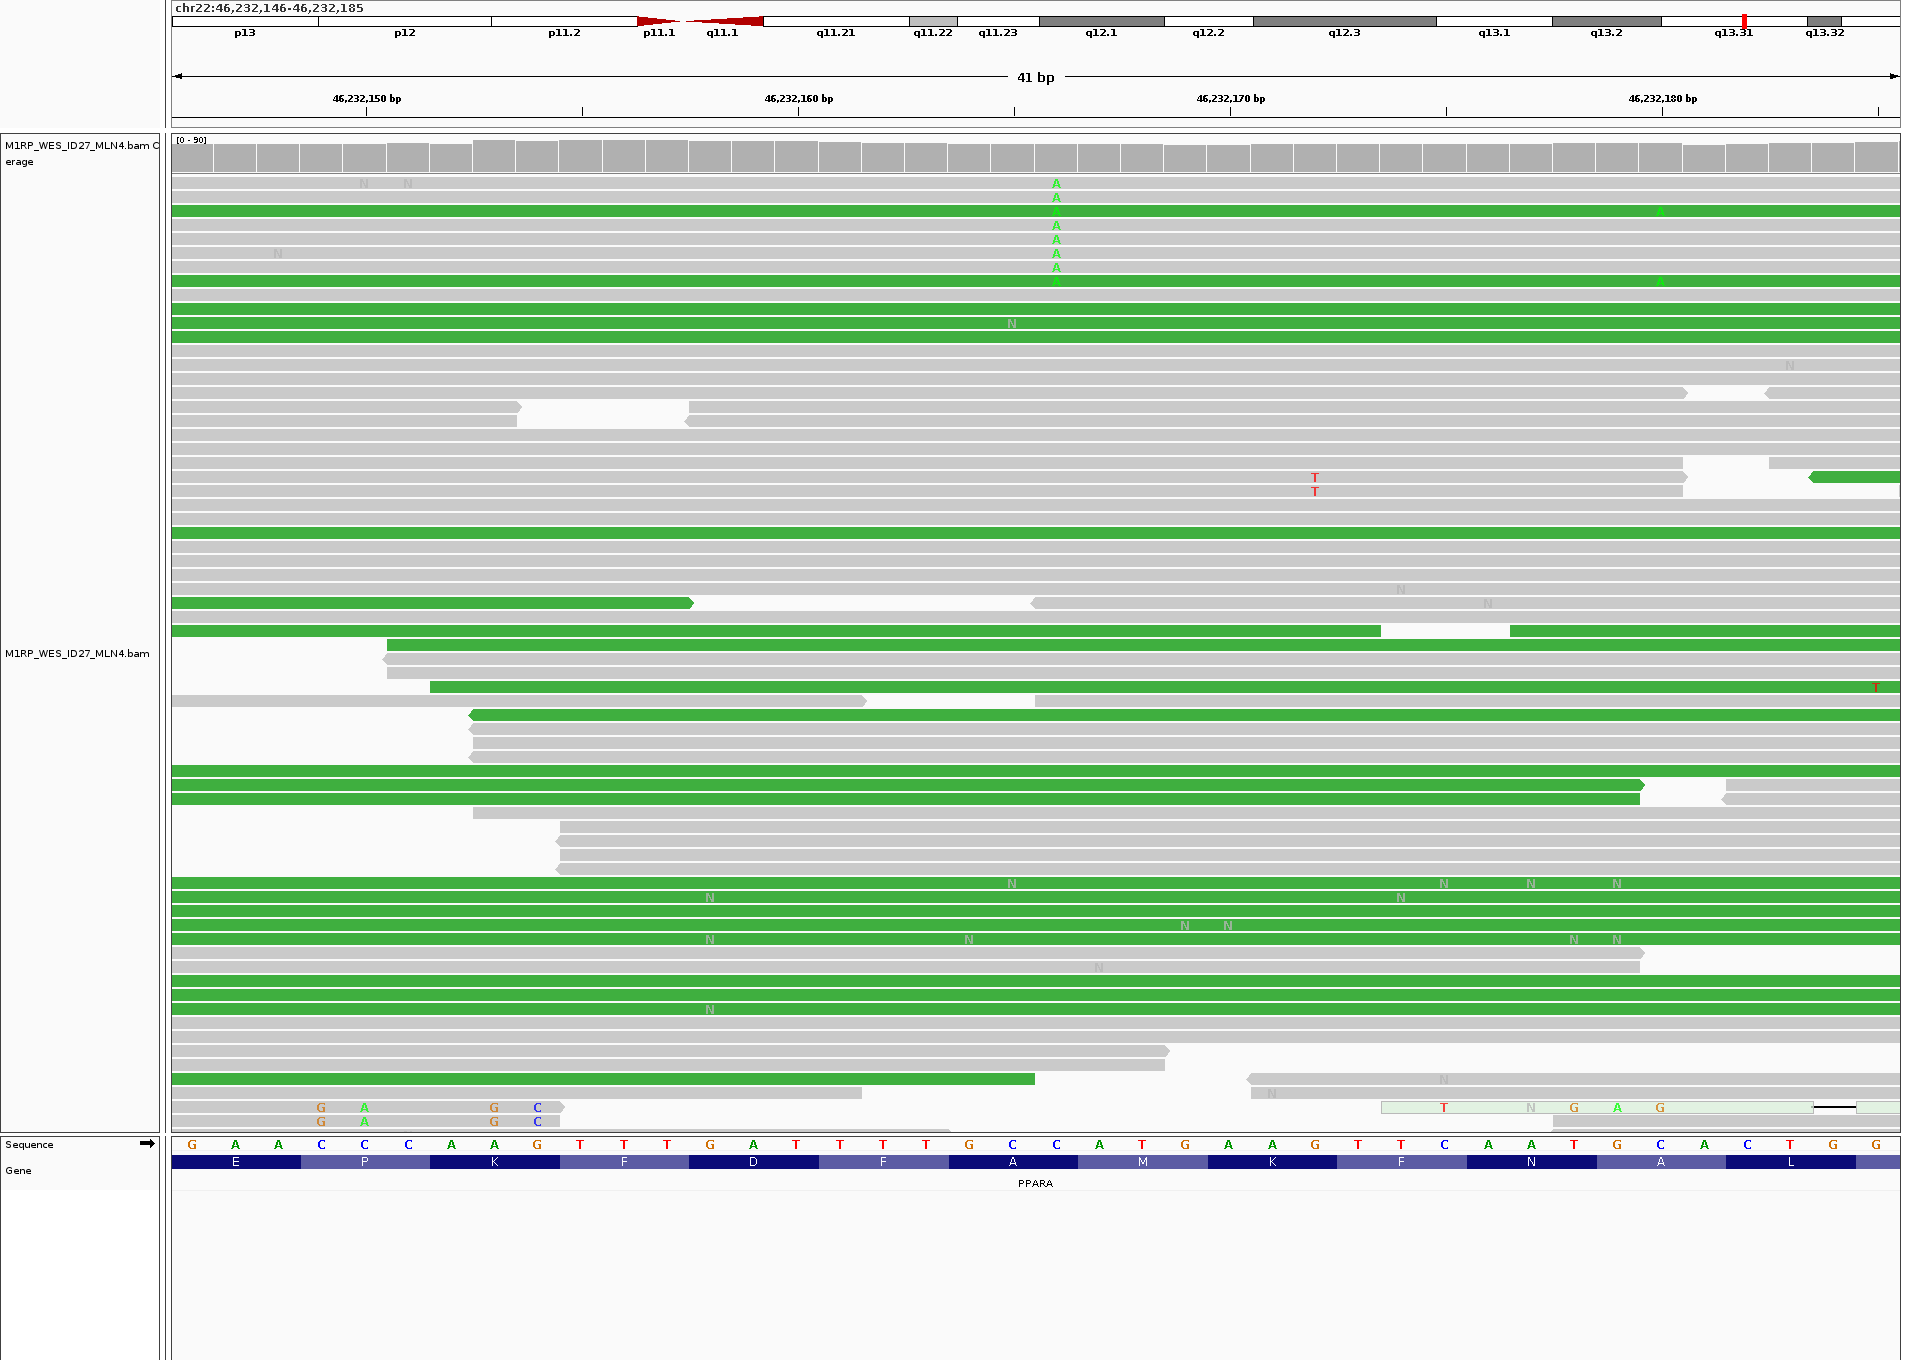 chr22:46,232,146-46,232,185
p13 p12 p11.2 p11.1 q11.1 q11.21 q11.22 q11.23 q12.1 q12.2 q12.3 q13.1 q13.2 q13.31 q13.32
41 bp
46,232,150 bp 46,232,160 bp 46,232,170 bp 46,232,180 bp
M1RP_WES_ID27_MLN4.bam C
erage
[0 - 90]
N N A
A
A A
A
A
N A
A
A A
N
N
T
T
N
N
M1RP_WES_ID27_MLN4.bam
T
N N N N
N N
N N
N N N N
N
N
N
N
G A G C T N G A G
G A G C
Sequence G A A C C C A A G T T T G A T T T T G C C A T G A A G T T C A A T G C A C T G G
Gene E P K F D F A M K F N A L
PPARA